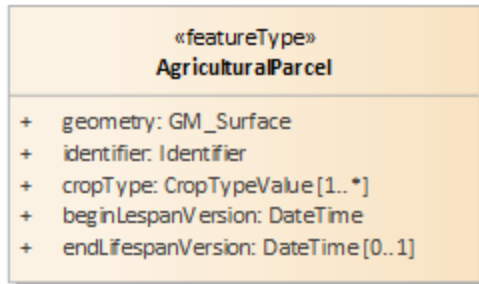 «featureType»
AgriculturalParcel
+ geometry: GM_Surface
+ identifier: Identifier
+ cropType: CropTypeValue [1..*]
+ beginLespanVersion: DateTime
+ endLifespanVersion: DateTime [0..1]